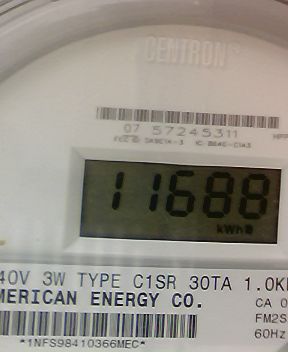 CENTRON®
07 57245311
11688
kWh
40V 3W TYPE C1SR 30TA 1.0K
MERICAN ENERGY CO.
CA 0
FM2S
60Hz
*1NFS98410366MEC*